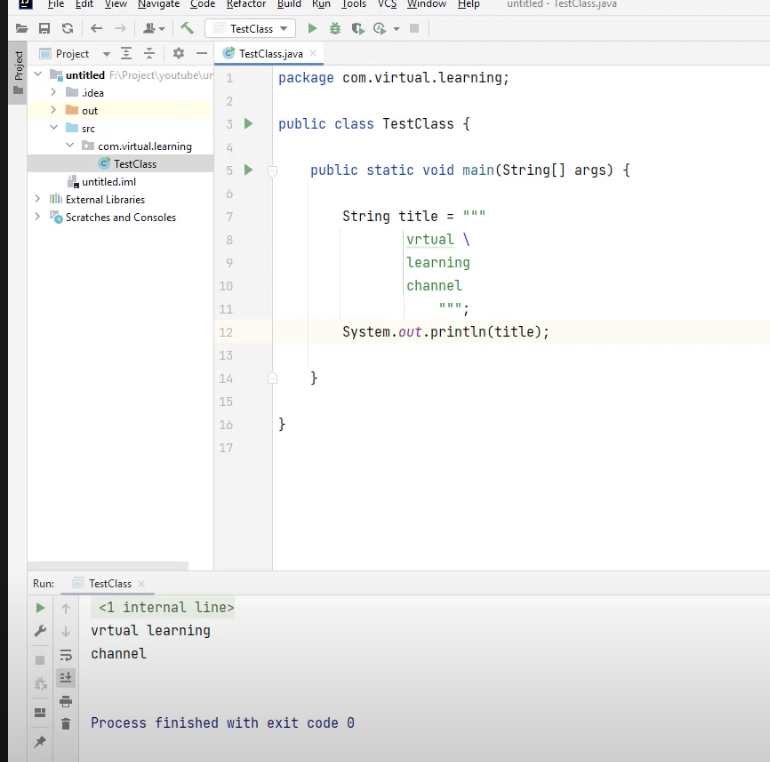 File Edit View Navigate Code Refactor Build Run Tools VCS Window Help untitled - TestClass.java
TestClass
Project
Project
TestClass.java
untitled F:\Project\youtube\ur
.idea
out
src
com.virtual.learning
TestClass
untitled.iml
External Libraries
Scratches and Consoles
1 package com.virtual.learning;
2
3 public class TestClass {
4
5 public static void main(String[] args) {
6
7 String title = """
8 vrtual \
9 learning
10 channel
11 """;
12 System.out.println(title);
13
14 }
15
16 }
17
Run: TestClass
<1 internal line>
vrtual learning
channel
Process finished with exit code 0